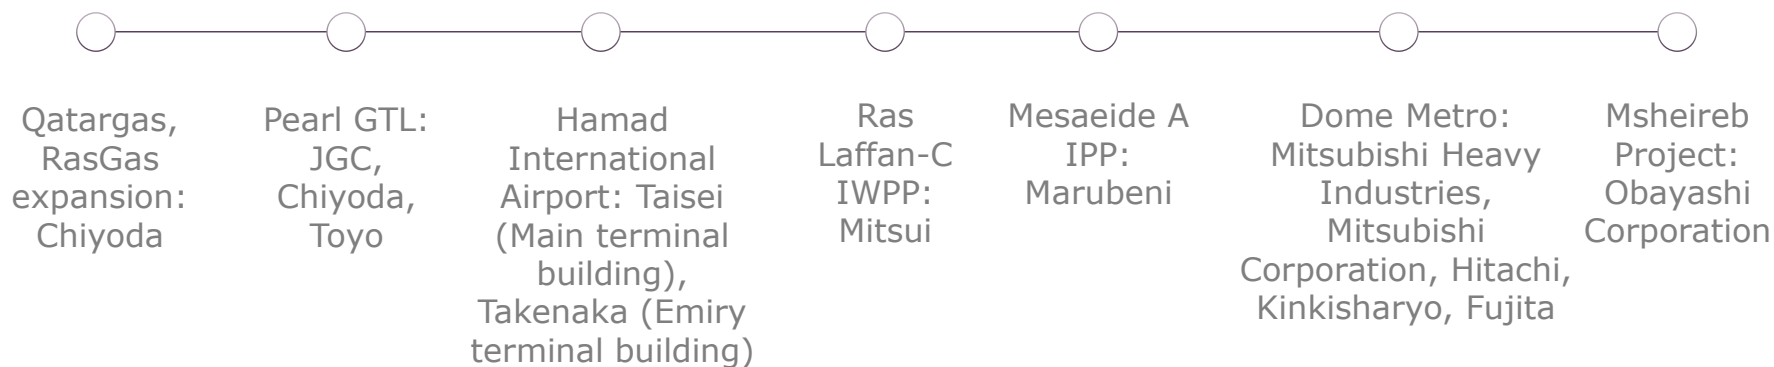 Qatargas,
RasGas
expansion:
Chiyoda
Pearl GTL:
JGC,
Chiyoda,
Toyo
Hamad
International
Airport: Taisei
(Main terminal
building),
Takenaka (Emiry
terminal building)
Ras
Laffan-C
IWPP:
Mitsui
Mesaeide A
IPP:
Marubeni
Dome Metro:
Mitsubishi Heavy
Industries,
Mitsubishi
Corporation, Hitachi,
Kinkisharyo, Fujita
Msheireb
Project:
Obayashi
Corporation